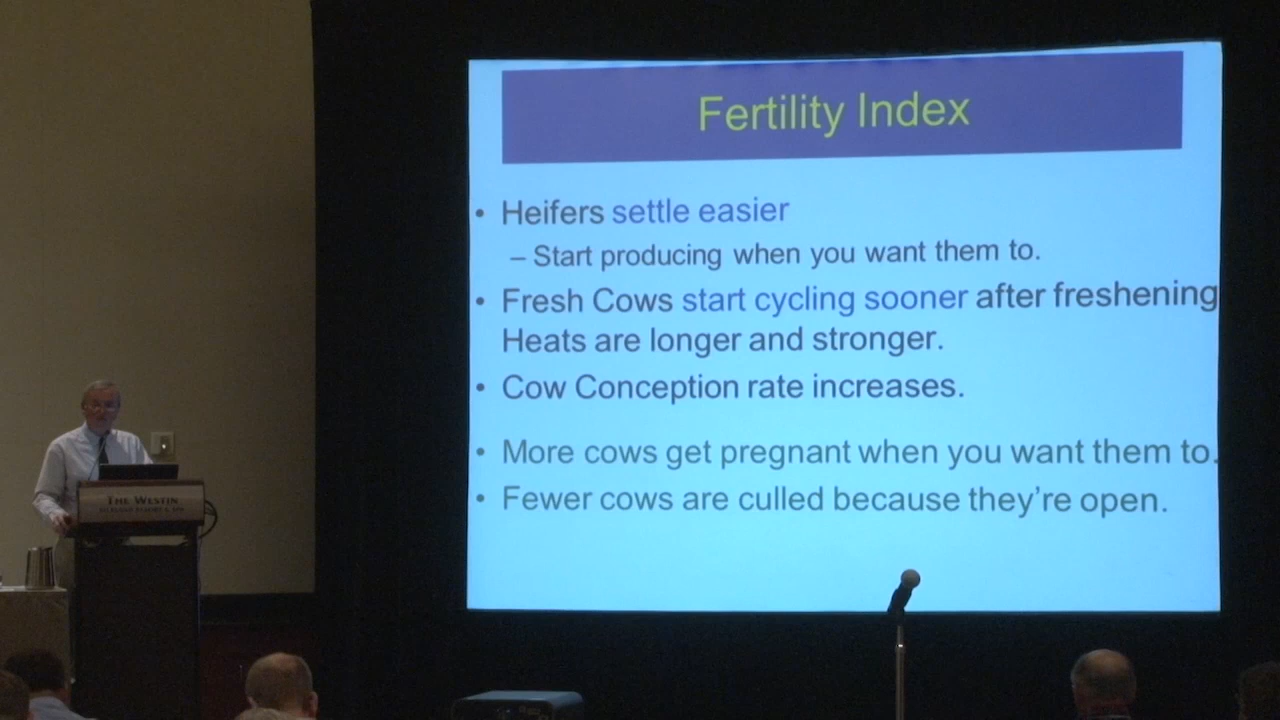 Fertility Index
• Heifers settle easier
– Start producing when you want them to.
• Fresh Cows start cycling sooner after freshening
Heats are longer and stronger.
• Cow Conception rate increases.
• More cows get pregnant when you want them to.
• Fewer cows are culled because they're open.
THE WESTIN